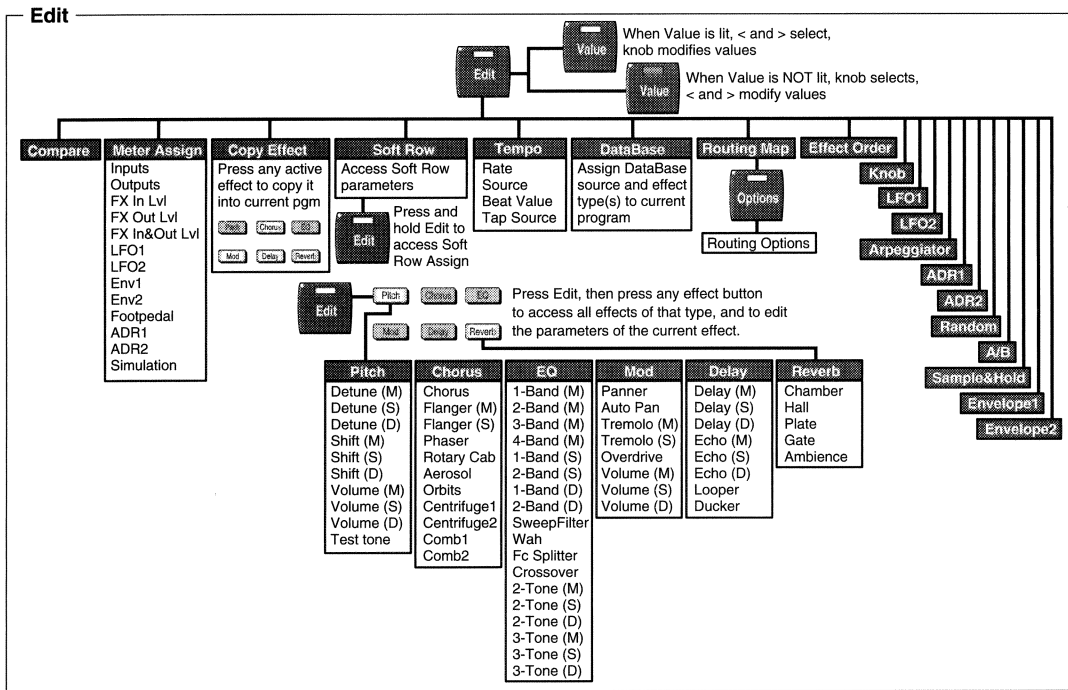 Edit
Edit
Value
When Value is lit, < and > select,
knob modifies values
Value
When Value is NOT lit, knob selects,
< and > modify values
Compare
Meter Assign
Inputs
Outputs
FX In Lvl
FX Out Lvl
FX In&Out Lvl
LFO1
LFO2
Env1
Env2
Footpedal
ADR1
ADR2
Simulation
Copy Effect
Press any active
effect to copy it
into current pgm
Pitch Chorus EQ
Mod Delay Reverb
Soft Row
Access Soft Row
parameters
Edit
Press and
hold Edit to
access Soft
Row Assign
Tempo
Rate
Source
Beat Value
Tap Source
DataBase
Assign DataBase
source and effect
type(s) to current
program
Routing Map
Options
Routing Options
Effect Order
Knob
LFO1
LFO2
Arpeggiator
ADR1
ADR2
Random
A/B
Sample&Hold
Envelope1
Envelope2
Edit
Pitch Chorus EQ
Mod Delay Reverb
Press Edit, then press any effect button
to access all effects of that type, and to edit
the parameters of the current effect.
Pitch
Detune (M)
Detune (S)
Detune (D)
Shift (M)
Shift (S)
Shift (D)
Volume (M)
Volume (S)
Volume (D)
Test tone
Chorus
Chorus
Flanger (M)
Flanger (S)
Phaser
Rotary Cab
Aerosol
Orbits
Centrifuge1
Centrifuge2
Comb1
Comb2
EQ
1-Band (M)
2-Band (M)
3-Band (M)
4-Band (M)
1-Band (S)
2-Band (S)
1-Band (D)
2-Band (D)
SweepFilter
Wah
Fc Splitter
Crossover
2-Tone (M)
2-Tone (S)
2-Tone (D)
3-Tone (M)
3-Tone (S)
3-Tone (D)
Mod
Panner
Auto Pan
Tremolo (M)
Tremolo (S)
Overdrive
Volume (M)
Volume (S)
Volume (D)
Delay
Delay (M)
Delay (S)
Delay (D)
Echo (M)
Echo (S)
Echo (D)
Looper
Ducker
Reverb
Chamber
Hall
Plate
Gate
Ambience